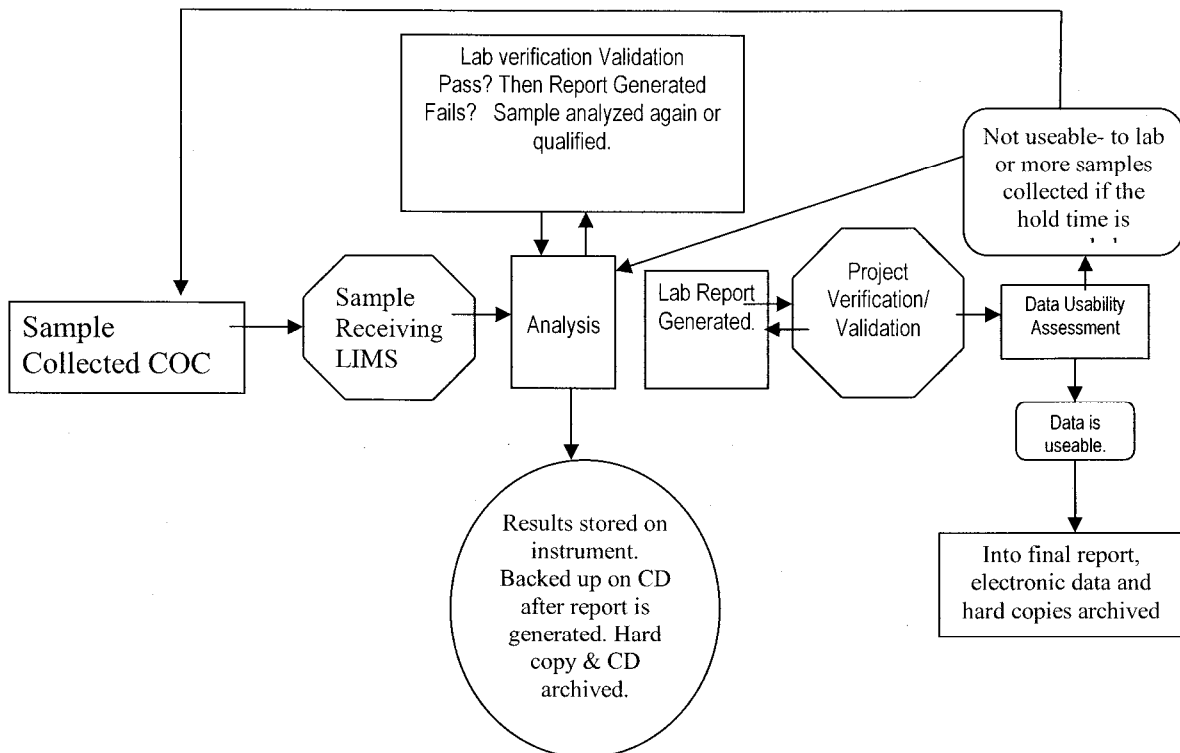 Lab verification Validation
Pass? Then Report Generated
Fails? Sample analyzed again or
qualified.
Not useable- to lab
or more samples
collected if the
hold time is
Sample
Collected COC
Sample
Receiving
LIMS
Analysis
Lab Report
Generated.
Project
Verification/
Validation
Data Usability
Assessment
Data is
useable.
Results stored on
instrument.
Backed up on CD
after report is
generated. Hard
copy & CD
archived.
Into final report,
electronic data and
hard copies archived